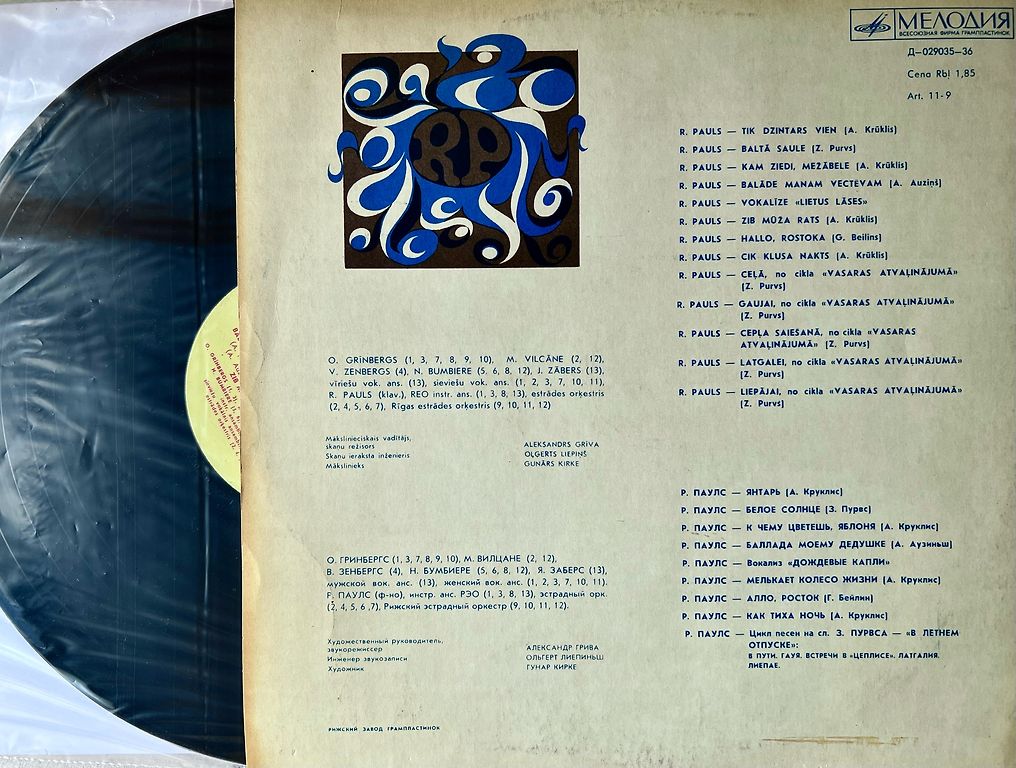 МЕЛОДИЯ
ВСЕСОЮЗНАЯ ФИРМА ГРАМПЛАСТИНОК
Д—029035—36
Cena Rbļ 1,85
Art. 11-9
RP
R. PAULS — TIK DZINTARS VIEN (A. Krūklis)
R. PAULS — BALTĀ SAULE (Z. Purvs)
R. PAULS — KAM ZIEDI, MEŽĀBELE (A. Krūklis)
R. PAULS — BALĀDE MANAM VECTĒVAM (A. Auziņš)
R. PAULS — VOKALĪZE «LIETUS LĀSES»
R. PAULS — ZIB MŪŽA RATS (A. Krūklis)
R. PAULS — HALLO, ROSTOKA (G. Beilins)
R. PAULS — CIK KLUSA NAKTS (A. Krūklis)
R. PAULS — CEĻĀ, no cikla «VASARAS ATVAĻINĀJUMĀ»
(Z. Purvs)
R. PAULS — GAUJAI, no cikla «VASARAS ATVAĻINĀJUMĀ»
(Z. Purvs)
R. PAULS — CEPĻA SAIEŠANĀ, no cikla «VASARAS
ATVAĻINĀJUMĀ» (Z. Purvs)
R. PAULS — LATGALEI, no cikla «VASARAS ATVAĻINĀJUMĀ»
(Z. Purvs)
R. PAULS — LIEPĀJAI, no cikla «VASARAS ATVAĻINĀJUMĀ»
(Z. Purvs)
O. GRĪNBERGS (1, 3, 7, 8, 9, 10), M. VILCĀNE (2, 12),
V. ZENBERGS (4), N. BUMBIERE (5. 6, 8, 12), J. ZĀBERS (13),
vīriešu vok. ans. (13), sieviešu vok. ans. (1, 2, 3, 7, 10, 11),
R. PAULS (klav.), REO instr. ans. (1, 3, 8, 13), estrādes orķestris
(2, 4, 5, 6, 7), Rīgas estrādes orķestris (9, 10, 11, 12)
Mākslinieciskais vadītājs,
skaņu režisors ALEKSANDRS GRĪVA
Skaņu ieraksta inženieris OĻĢERTS LIEPIŅŠ
Mākslinieks GUNĀRS ĶIRĶE
Р. ПАУЛС — ЯНТАРЬ (А. Круклис)
Р. ПАУЛС — БЕЛОЕ СОЛНЦЕ (З. Пурвс)
Р. ПАУЛС — К ЧЕМУ ЦВЕТЕШЬ, ЯБЛОНЯ (А. Круклис)
Р. ПАУЛС — БАЛЛАДА МОЕМУ ДЕДУШКЕ (А. Аузиньш)
Р. ПАУЛС — Вокализ «ДОЖДЕВЫЕ КАПЛИ»
Р. ПАУЛС — МЕЛЬКАЕТ КОЛЕСО ЖИЗНИ (А. Круклис)
Р. ПАУЛС — АЛЛО, РОСТОК (Г. Бейлин)
Р. ПАУЛС — КАК ТИХА НОЧЬ (А. Круклис)
Р. ПАУЛС — Цикл песен на сл. З. ПУРВСА — «В ЛЕТНЕМ
ОТПУСКЕ»:
В ПУТИ. ГАУЯ. ВСТРЕЧИ В «ЦЕПЛИСЕ». ЛАТГАЛИЯ.
ЛИЕПАЕ.
О. ГРИНБЕРГС (1, 3, 7, 8, 9, 10), М. ВИЛЦАНЕ (2, 12),
В. ЗЕНБЕРГС (4), Н. БУМБИЕРЕ (5, 6, 8, 12), Я. ЗАБЕРС (13),
мужской вок. анс. (13), женский вок. анс. (1, 2, 3, 7, 10, 11).
Р. ПАУЛС (ф-но), инстр. анс. РЭО (1, 3, 8, 13), эстрадный орк.
(2, 4, 5, 6 ,7), Рижский эстрадный оркестр (9, 10, 11, 12).
Художественный руководитель,
звукорежиссер АЛЕКСАНДР ГРИВА
Инженер звукозаписи ОЛЬГЕРТ ЛИЕПИНЬШ
Художник ГУНАР КИРКЕ
РИЖСКИЙ ЗАВОД ГРАМПЛАСТИНОК